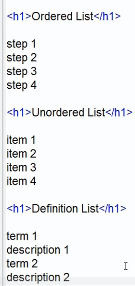 <h1>Ordered List</h1>
step 1
step 2
step 3
step 4
<h1>Unordered List</h1>
item 1
item 2
item 3
item 4
<h1>Definition List</h1>
term 1
description 1
term 2
description 2